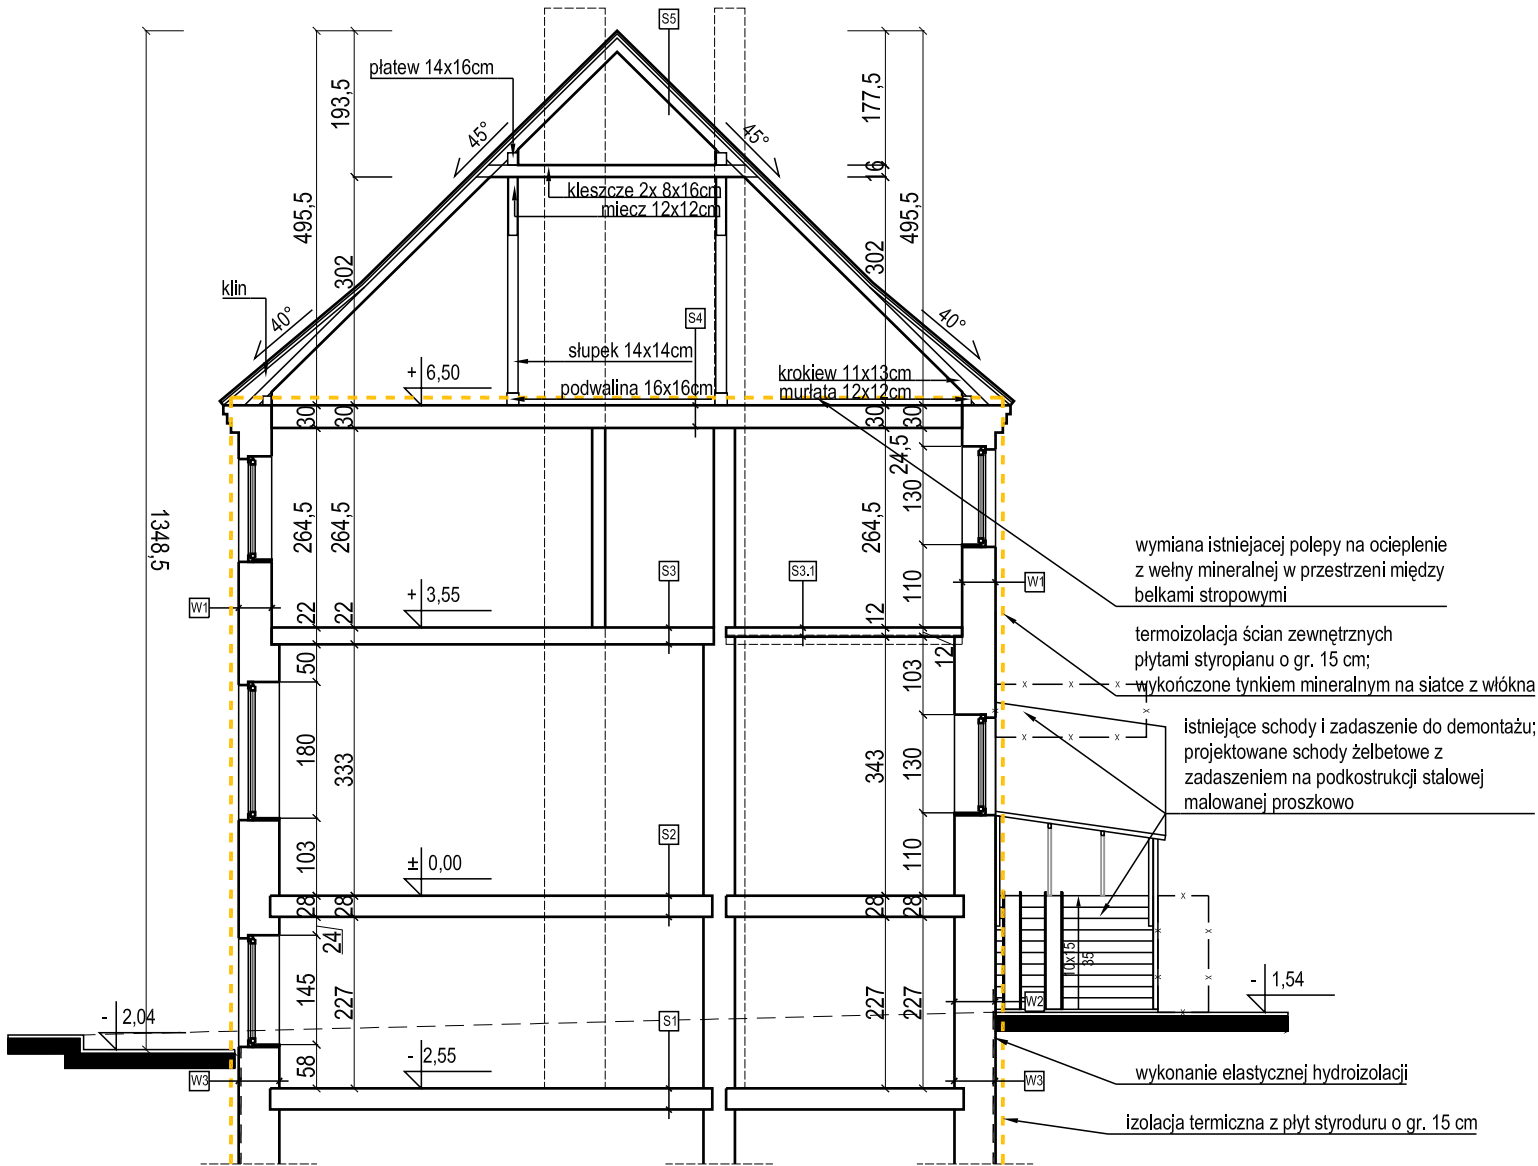 S5
płatew 14x16cm
193,5
177,5
45°
45°
16
kleszcze 2x 8x16cm
miecz 12x12cm
495,5
495,5
302
302
klin
40°
40°
S4
słupek 14x14cm
+ 6,50
krokiew 11x13cm
podwalina 16x16cm
murłata 12x12cm
30
30
30
30
24,5
130
1348,5
264,5
264,5
264,5
wymiana istniejacej polepy na ocieplenie
z wełny mineralnej w przestrzeni między
belkami stropowymi
S3
S3.1
W1
W1
110
+ 3,55
22
22
12
termoizolacja ścian zewnętrznych
płytami styropianu o gr. 15 cm;
wykończone tynkiem mineralnym na siatce z włókna
50
12
103
istniejące schody i zadaszenie do demontażu;
projektowane schody żelbetowe z
zadaszeniem na podkostrukcji stalowej
malowanej proszkowo
180
333
343
130
S2
103
110
± 0,00
28
28
28
28
24
10x15
35
145
227
227
227
- 1,54
W2
- 2,04
S1
- 2,55
58
W3
W3
wykonanie elastycznej hydroizolacji
izolacja termiczna z płyt styroduru o gr. 15 cm